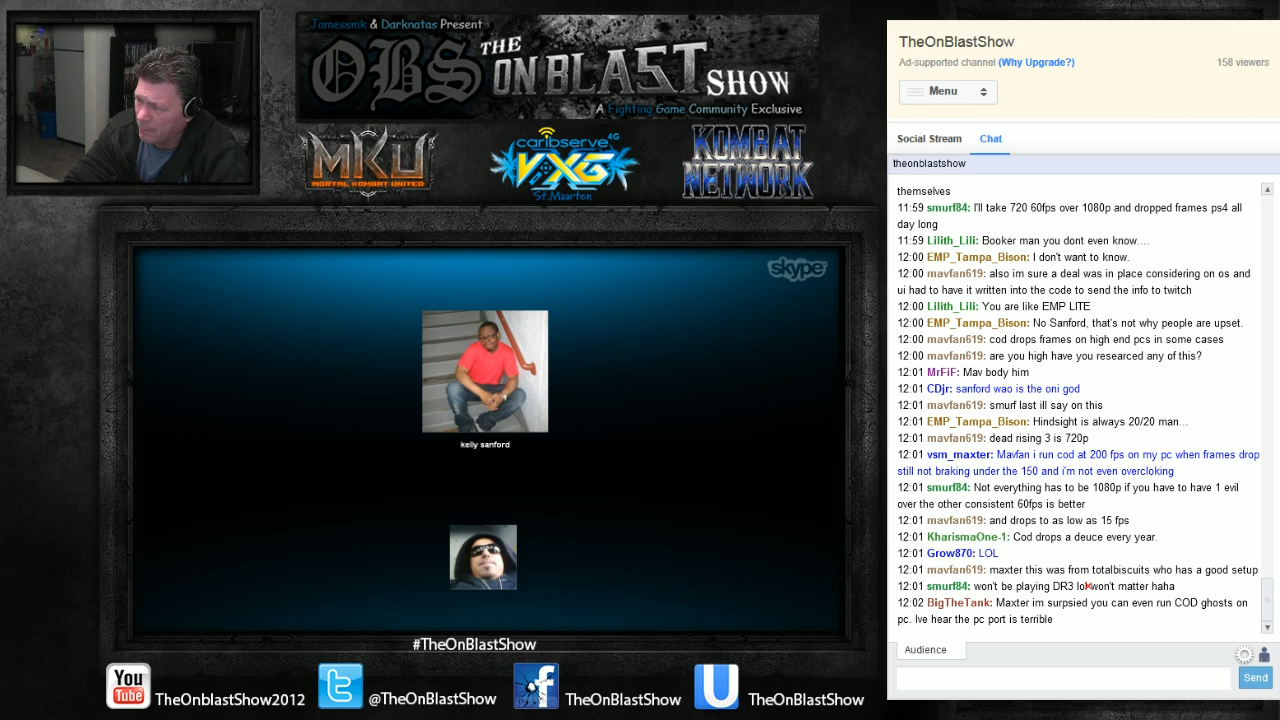 Jamessmk & Darknatas Present
OBS THE ON BLAST SHOW
A Fighting Game Community Exclusive
MKU
MORTAL KOMBAT UNITED
caribserve 4G
VXG
St.Maarten
KOMBAT
NETWORK
skype
kelly sanford
#TheOnBlastShow
You
Tube
TheOnblastShow2012
t
@TheOnBlastShow
f
TheOnBlastShow
U
TheOnBlastShow
TheOnBlastShow
Ad-supported channel (Why Upgrade?)
158 viewers
Menu
Social Stream Chat
theonblastshow
themselves
11:59 smurf84: I'll take 720 60fps over 1080p and dropped frames ps4 all
day long
11:59 Lilith_Lili: Booker man you dont even know....
12:00 EMP_Tampa_Bison: I don't want to know.
12:00 mavfan619: also im sure a deal was in place considering on os and
ui had to have it written into the code to send the info to twitch
12:00 Lilith_Lili: You are like EMP LITE
12:00 EMP_Tampa_Bison: No Sanford, that's not why people are upset.
12:00 mavfan619: cod drops frames on high end pcs in some cases
12:00 mavfan619: are you high have you researced any of this?
12:01 MrFiF: Mav body him
12:01 CDjr: sanford wao is the oni god
12:01 mavfan619: smurf last ill say on this
12:01 EMP_Tampa_Bison: Hindsight is always 20/20 man...
12:01 mavfan619: dead rising 3 is 720p
12:01 vsm_maxter: Mavfan i run cod at 200 fps on my pc when frames drop
still not braking under the 150 and i'm not even overcloking
12:01 smurf84: Not everything has to be 1080p if you have to have 1 evil
over the other consistent 60fps is better
12:01 mavfan619: and drops to as low as 15 fps
12:01 KharismaOne-1: Cod drops a deuce every year.
12:01 Grow870: LOL
12:01 mavfan619: maxter this was from totalbiscuits who has a good setup
12:01 smurf84: won't be playing DR3 lol won't matter haha
12:02 BigTheTank: Maxter im surpsied you can even run COD ghosts on
pc. Ive hear the pc port is terrible
Audience
Send